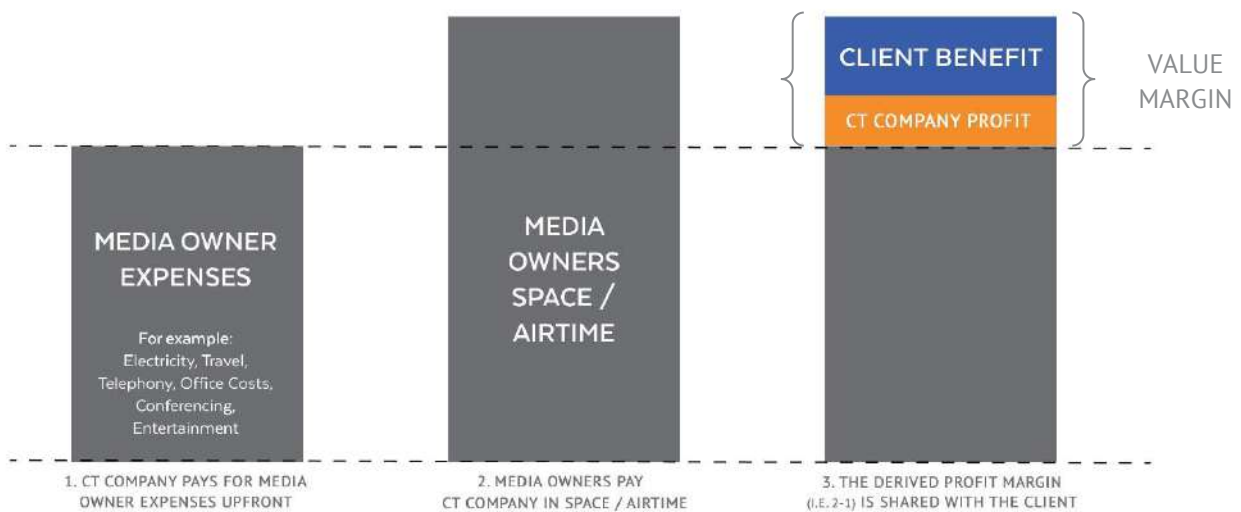 CLIENT BENEFIT
CT COMPANY PROFIT
VALUE
MARGIN
MEDIA OWNER
EXPENSES
For example:
Electricity, Travel,
Telephony, Office Costs,
Conferencing,
Entertainment
MEDIA
OWNERS
SPACE /
AIRTIME
1. CT COMPANY PAYS FOR MEDIA
OWNER EXPENSES UPFRONT
2. MEDIA OWNERS PAY
CT COMPANY IN SPACE / AIRTIME
3. THE DERIVED PROFIT MARGIN
(I.E. 2-1) IS SHARED WITH THE CLIENT